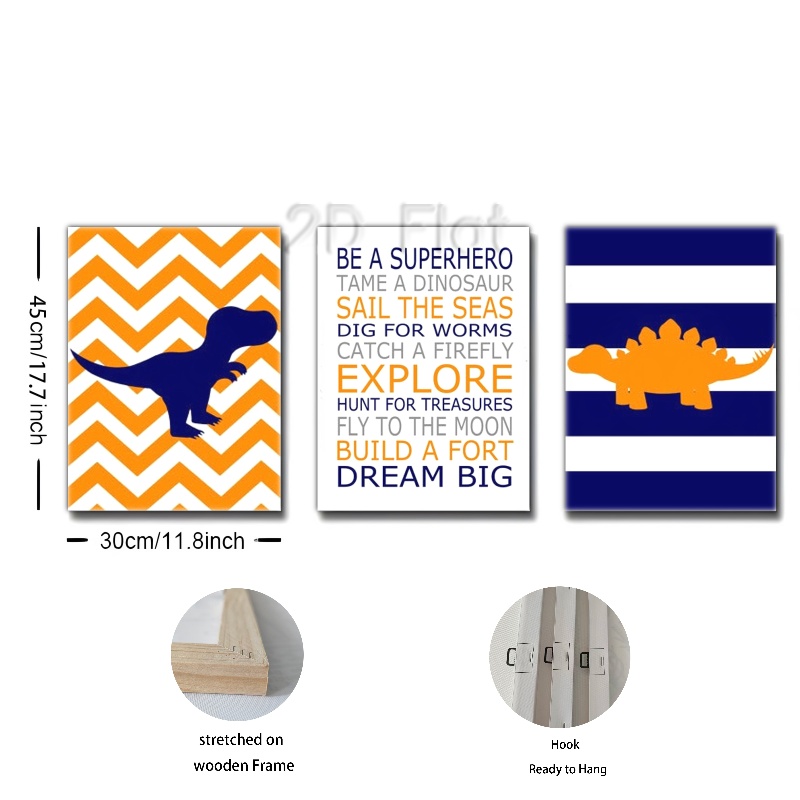 2D Flat
BE A SUPERHERO
TAME A DINOSAUR
SAIL THE SEAS
DIG FOR WORMS
CATCH A FIREFLY
EXPLORE
HUNT FOR TREASURES
FLY TO THE MOON
BUILD A FORT
DREAM BIG
45cm/17.7inch
30cm/11.8inch
stretched on
wooden Frame
Hook
Ready to Hang